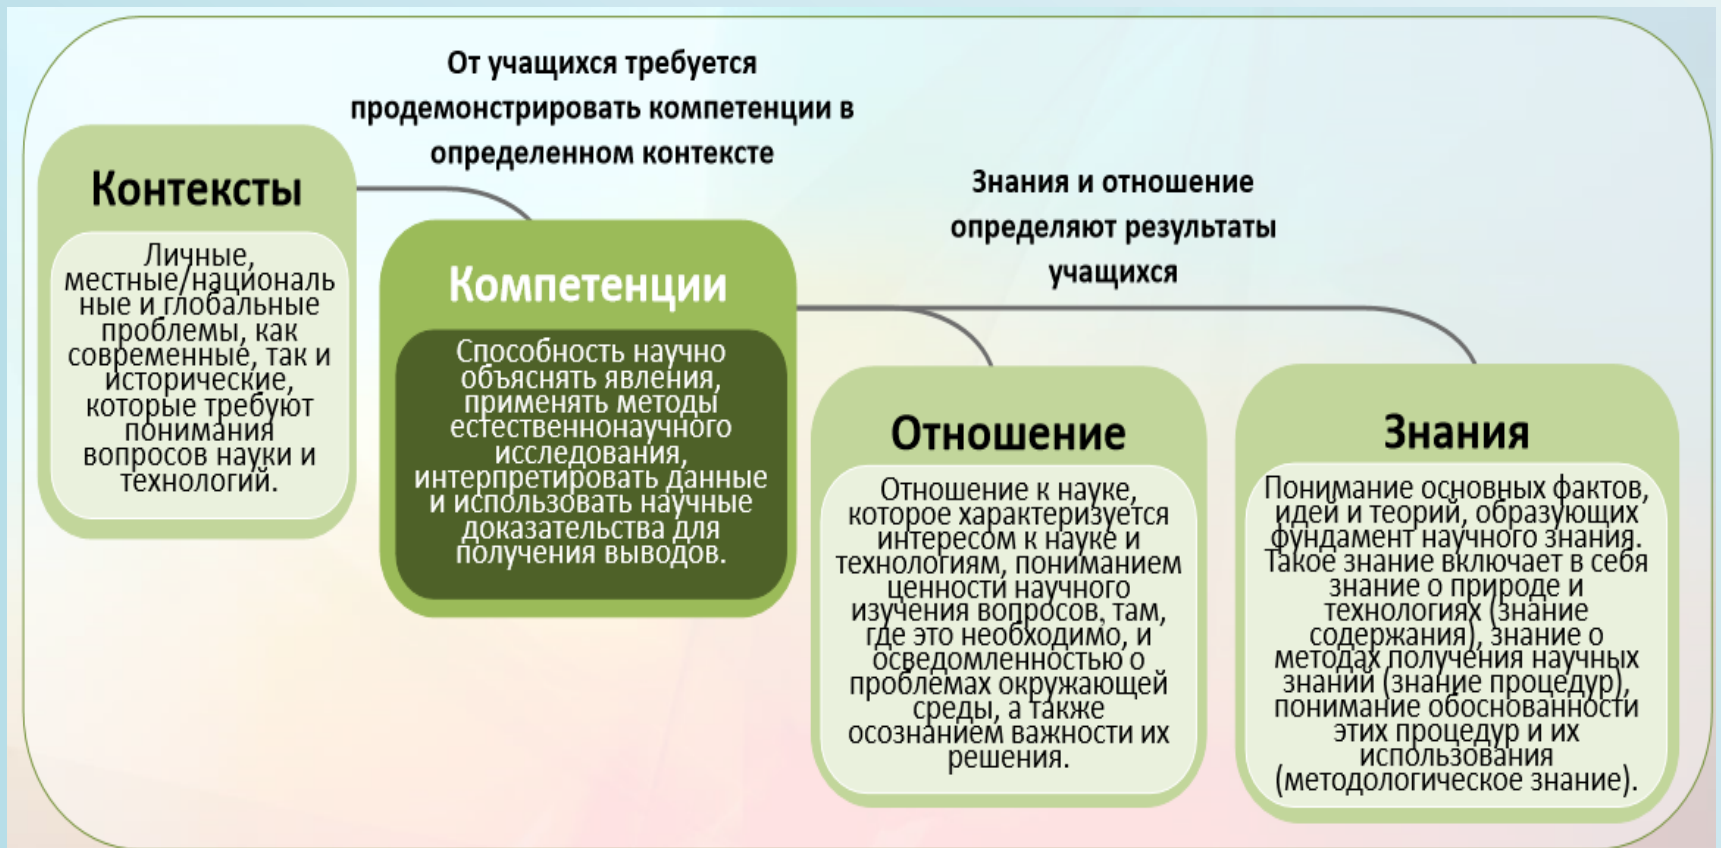 От учащихся требуется
продемонстрировать компетенции в
определенном контексте
Контексты
Личные,
местные/националь
ные и глобальные
проблемы, как
современные, так и
исторические,
которые требуют
понимания
вопросов науки и
технологий.
Компетенции
Способность научно
объяснять явления,
применять методы
естественнонаучного
исследования,
интерпретировать данные
и использовать научные
доказательства для
получения выводов.
Знания и отношение
определяют результаты
учащихся
Отношение
Отношение к науке,
которое характеризуется
интересом к науке и
технологиям, пониманием
ценности научного
изучения вопросов, там,
где это необходимо, и
осведомленностью о
проблемах окружающей
среды, а также
осознанием важности их
решения.
Знания
Понимание основных фактов,
идей и теорий, образующих
фундамент научного знания.
Такое знание включает в себя
знание о природе и
технологиях (знание
содержания), знание о
методах получения научных
знаний (знание процедур),
понимание обоснованности
этих процедур и их
использования
(методологическое знание).